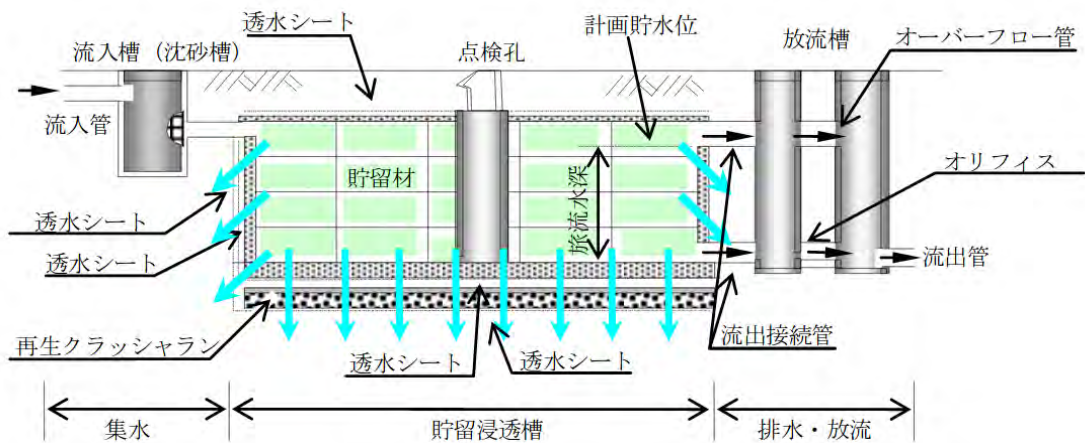 透水シート
計画貯水位
放流槽
オーバーフロー管
流入槽（沈砂槽）
点検孔
流入管
オリフィス
貯留材
旅流水深
透水シート
透水シート
流出管
再生クラッシャラン
透水シート
透水シート
流出接続管
集水
貯留浸透槽
排水・放流